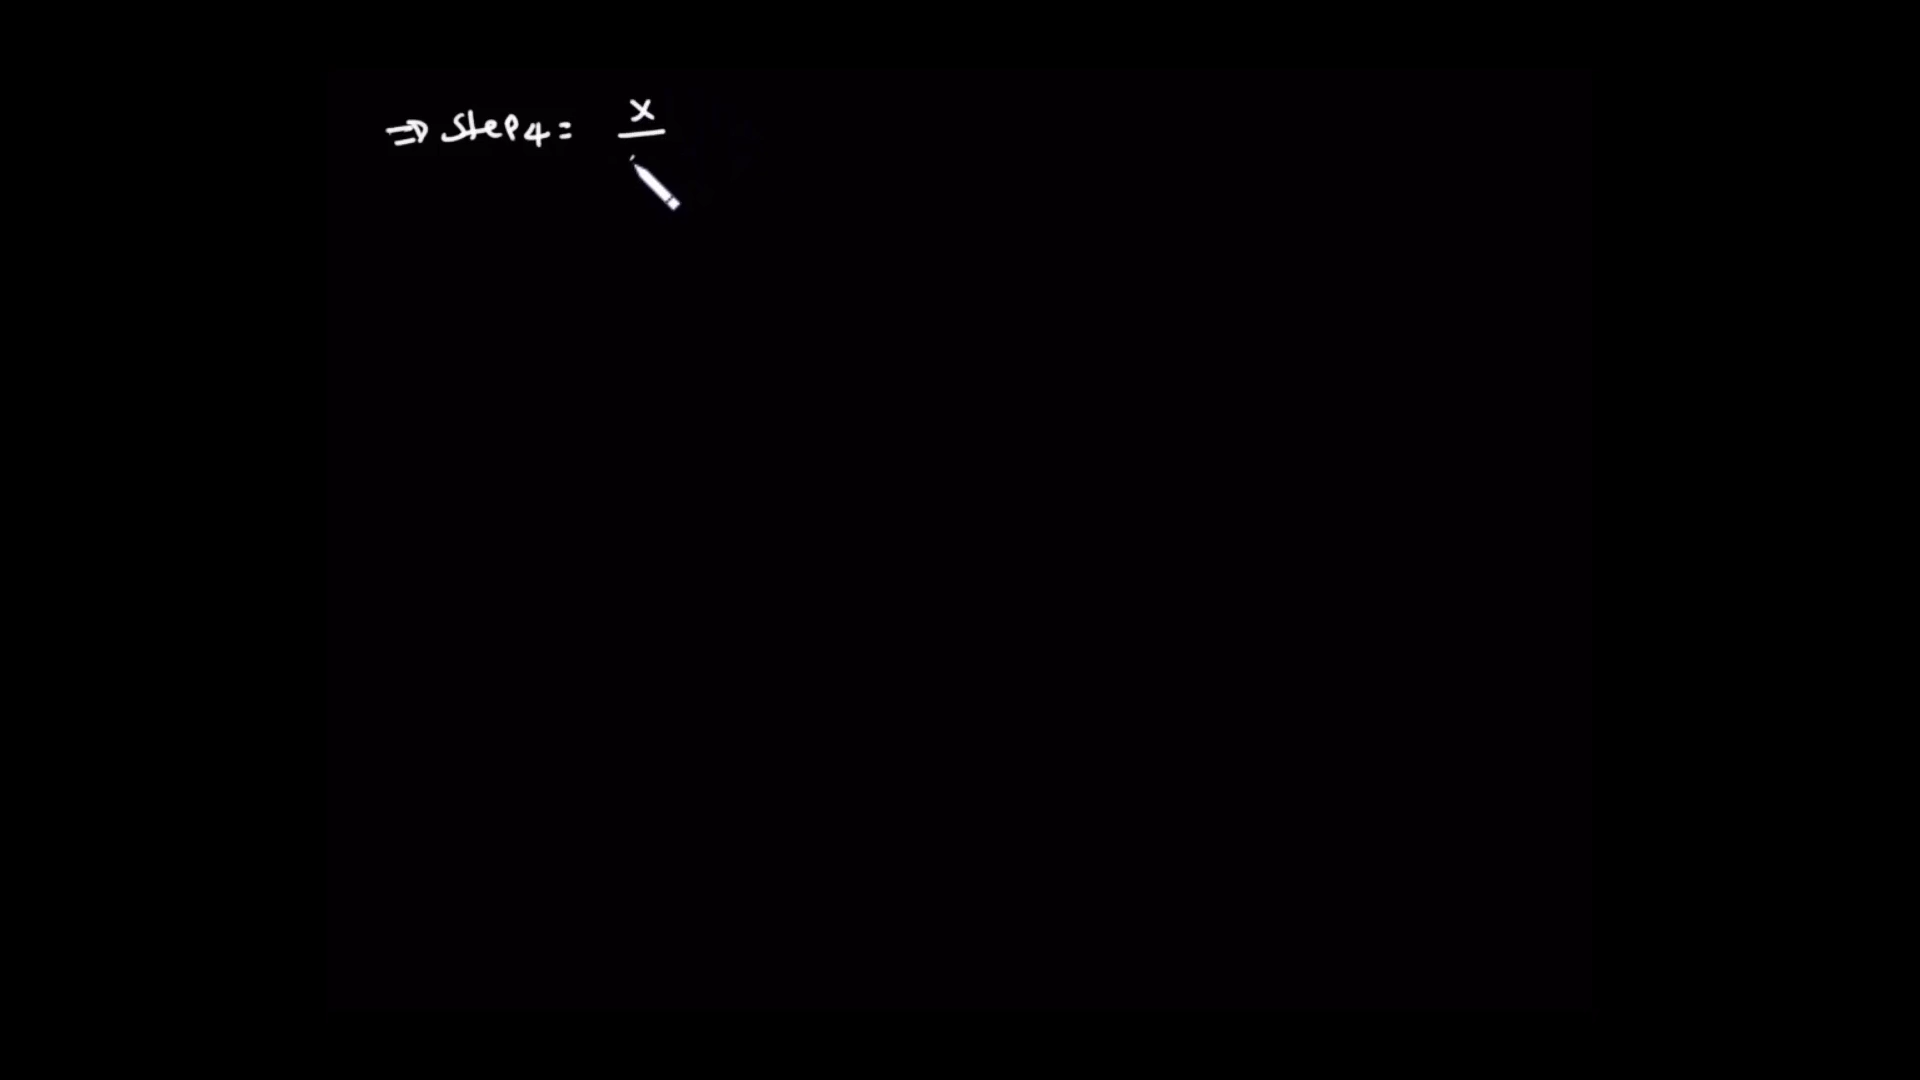 ⇒ Step 4 = x/